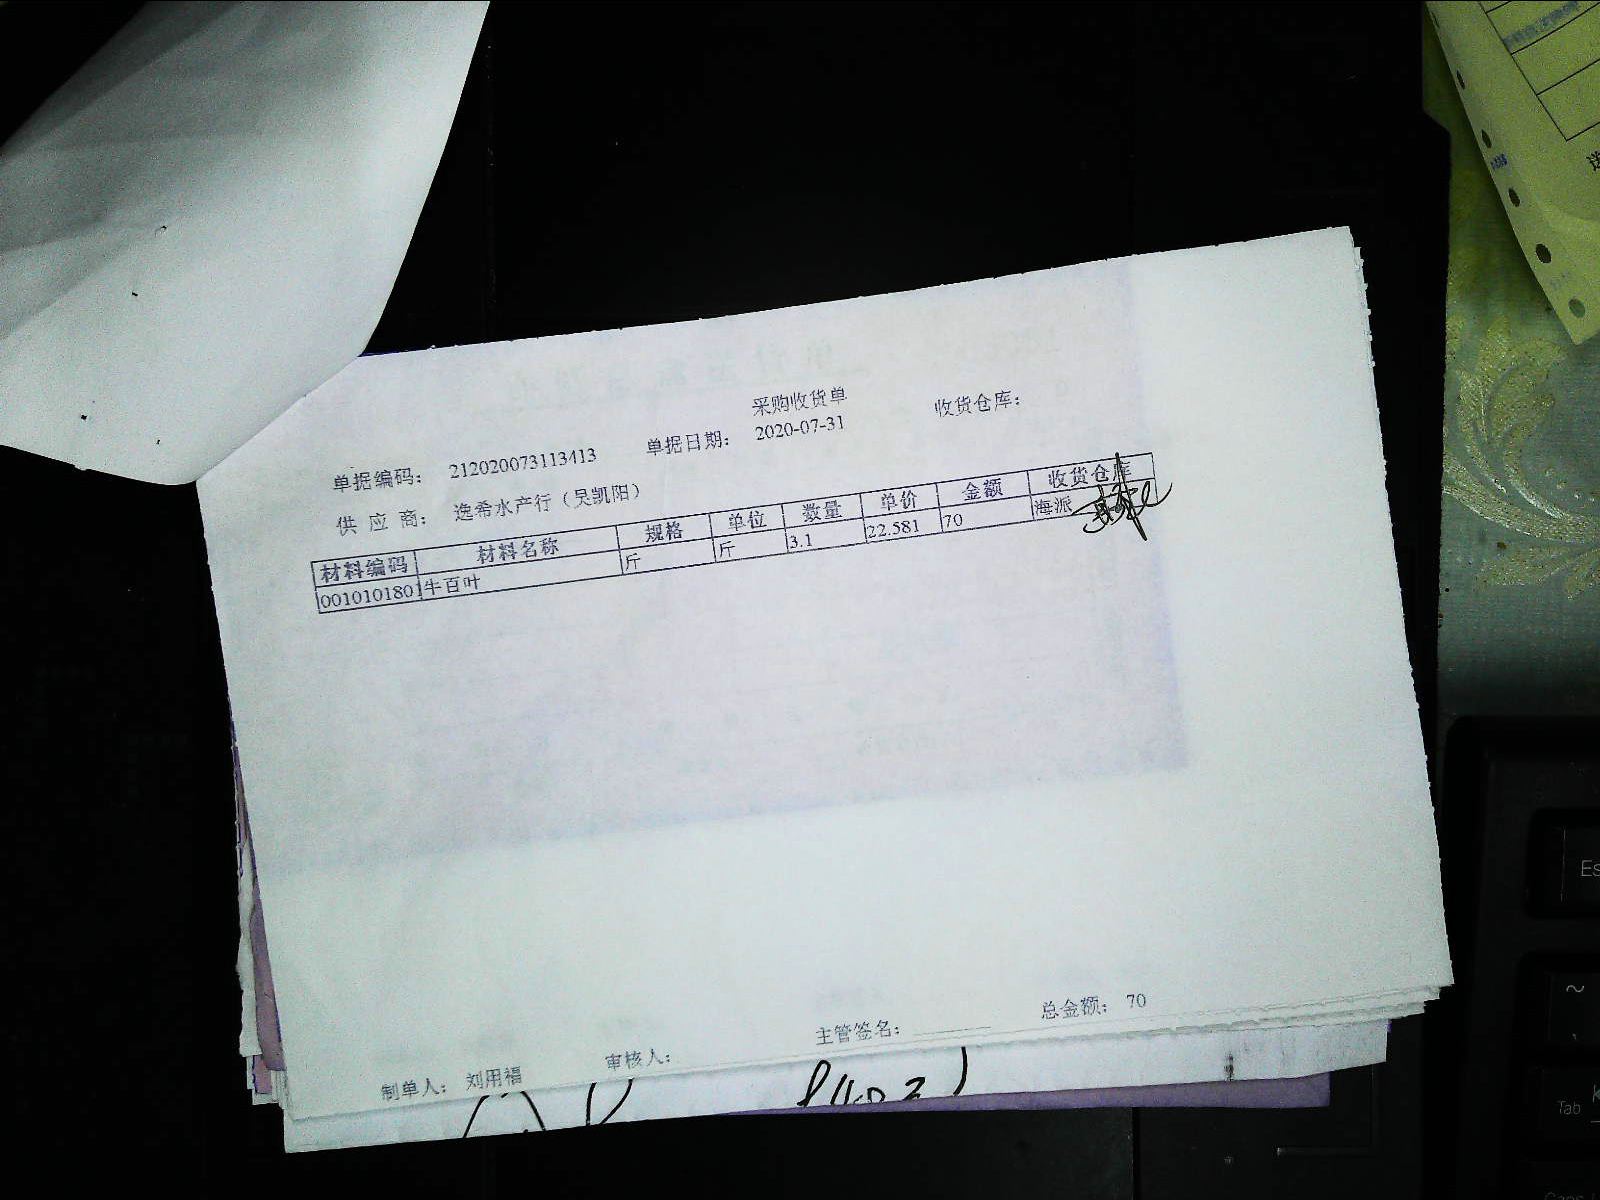 采购收货单
单据编码： 212020073113413 单据日期： 2020-07-31 收货仓库：
供 应 商： 逸希水产行（吴凯阳）
材料编码 材料名称 规格 单位 数量 单价 金额 收货仓库
0010101801 牛百叶 斤 斤 3.1 22.581 70 海派
制单人： 刘用福 审核人： 主管签名： 总金额： 70
Es
~
Tab